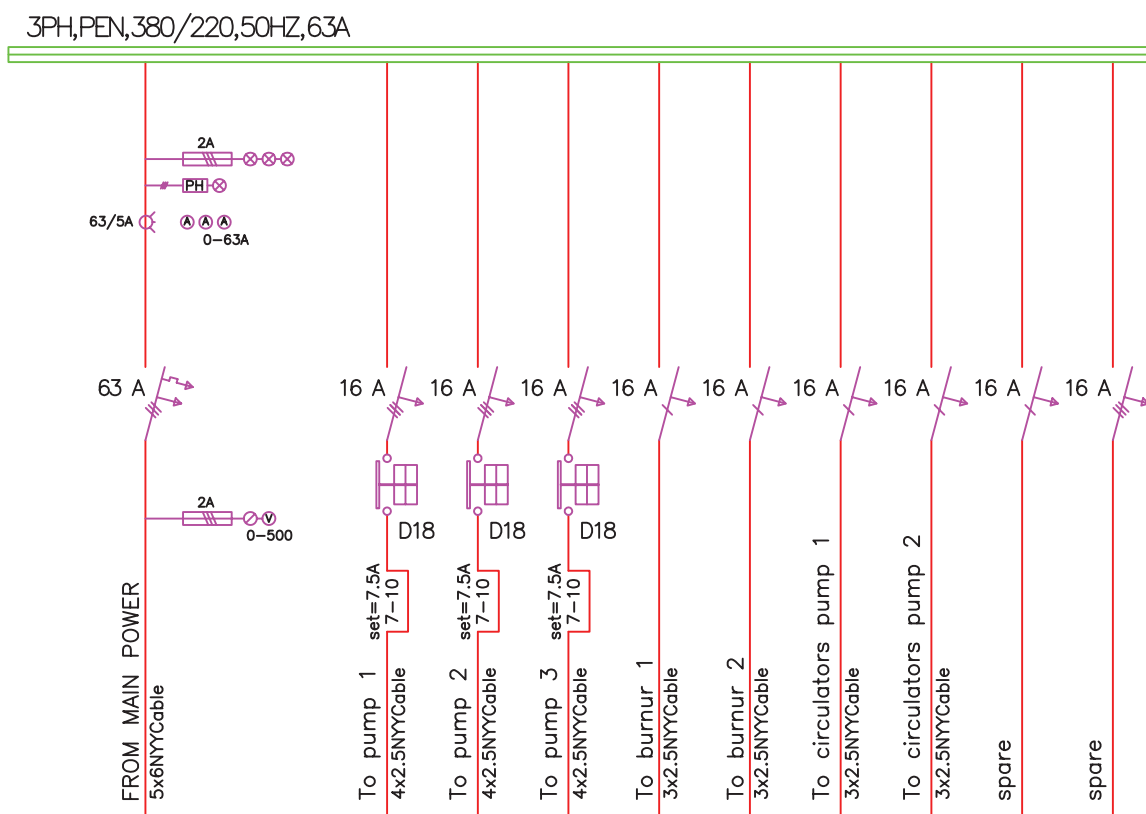 3PH,PEN,380/220,50HZ,63A
2A
PH
63/5A
A A A
0-63A
63 A
16 A
16 A
16 A
16 A
16 A
16 A
16 A
16 A
16 A
2A
V
0-500
D18
D18
D18
set=7.5A
7-10
set=7.5A
7-10
set=7.5A
7-10
FROM MAIN POWER
5x6NYYCable
To pump 1
4x2.5NYYCable
To pump 2
4x2.5NYYCable
To pump 3
4x2.5NYYCable
To burnur 1
3x2.5NYYCable
To burnur 2
3x2.5NYYCable
To circulators pump 1
3x2.5NYYCable
To circulators pump 2
3x2.5NYYCable
spare
spare